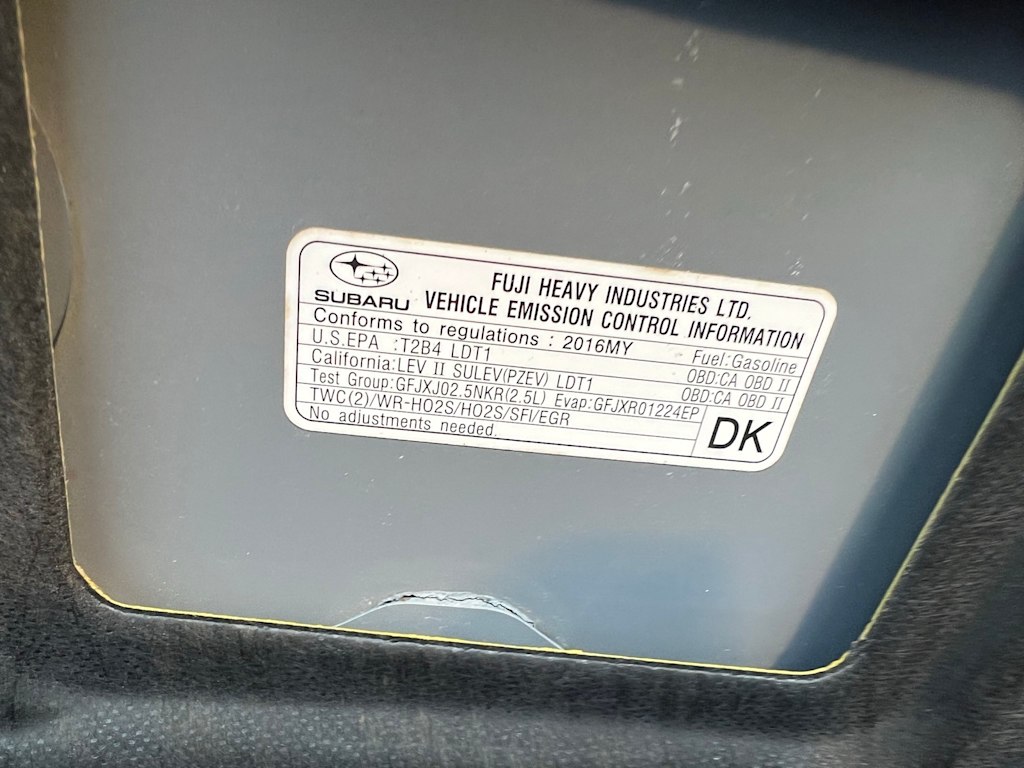 SUBARU
FUJI HEAVY INDUSTRIES LTD.
VEHICLE EMISSION CONTROL INFORMATION
Conforms to regulations : 2016MY Fuel:Gasoline
U.S.EPA :T2B4 LDT1 OBD:CA OBD II
California:LEV II SULEV(PZEV) LDT1 OBD:CA OBD II
Test Group:GFJXJ02.5NKR(2.5L) Evap:GFJXR01224EP
TWC(2)/WR-HO2S/HO2S/SFI/EGR
No adjustments needed.
DK